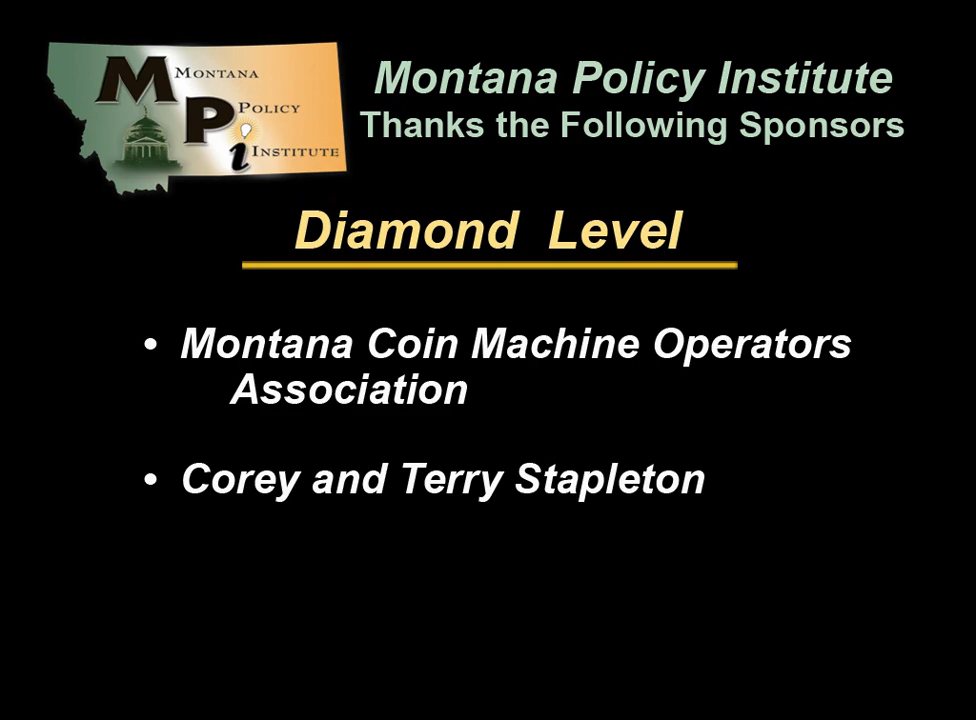 MONTANA
POLICY
INSTITUTE
M
P
i
Montana Policy Institute
Thanks the Following Sponsors
Diamond Level
• Montana Coin Machine Operators
Association
• Corey and Terry Stapleton